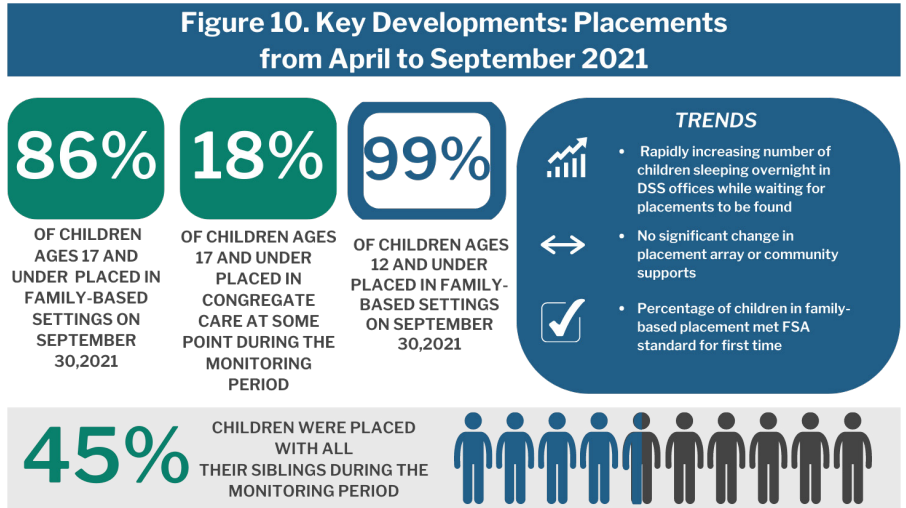 Figure 10. Key Developments: Placements
from April to September 2021
86%
OF CHILDREN
AGES 17 AND
UNDER PLACED IN
FAMILY-BASED
SETTINGS ON
SEPTEMBER
30,2021
18%
OF CHILDREN AGES
17 AND UNDER
PLACED IN
CONGREGATE
CARE AT SOME
POINT DURING THE
MONITORING
PERIOD
99%
OF CHILDREN AGES
12 AND UNDER
PLACED IN FAMILY-
BASED SETTINGS
ON SEPTEMBER
30,2021
TRENDS
• Rapidly increasing number of
children sleeping overnight in
DSS offices while waiting for
placements to be found
• No significant change in
placement array or community
supports
• Percentage of children in family-
based placement met FSA
standard for first time
45%
CHILDREN WERE PLACED
WITH ALL
THEIR SIBLINGS DURING THE
MONITORING PERIOD